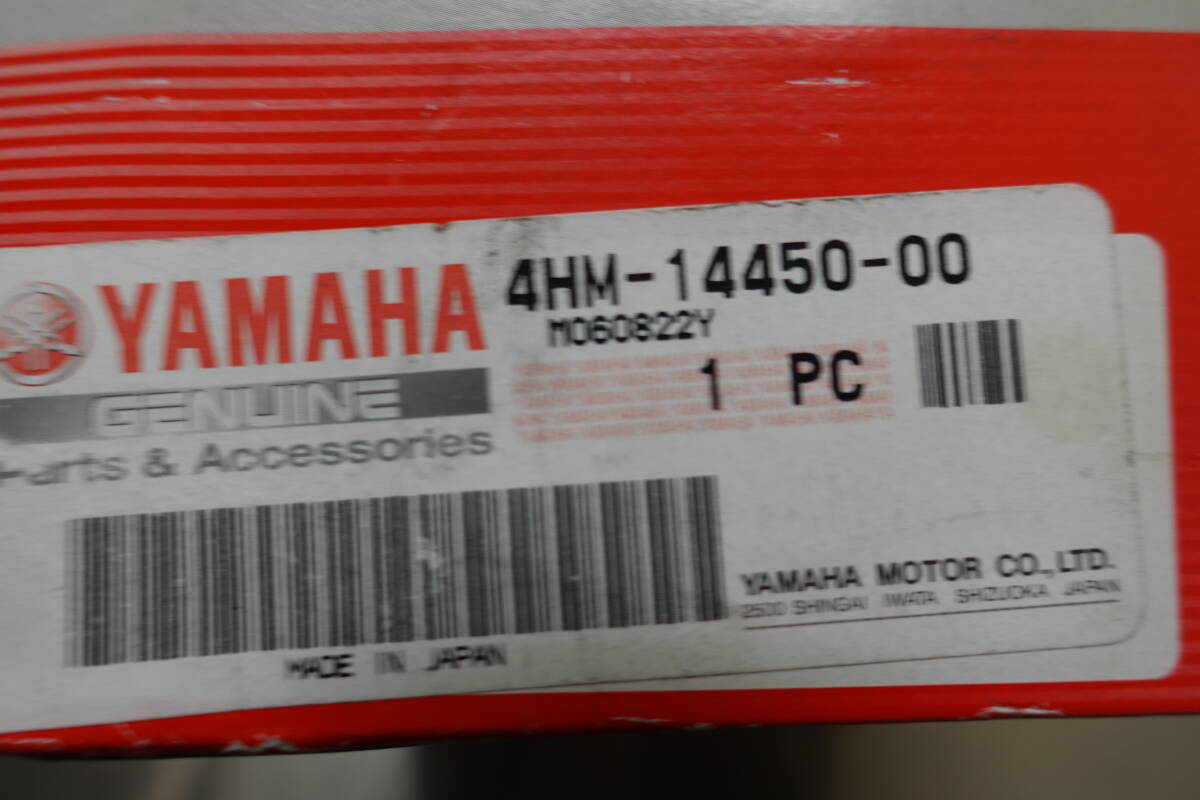 YAMAHA
GENUINE
Parts & Accessories
4HM-14450-00
M060822Y
1 PC
YAMAHA MOTOR CO., LTD.
2500 SHINGAI IWATA SHIZUOKA JAPAN
MADE IN JAPAN